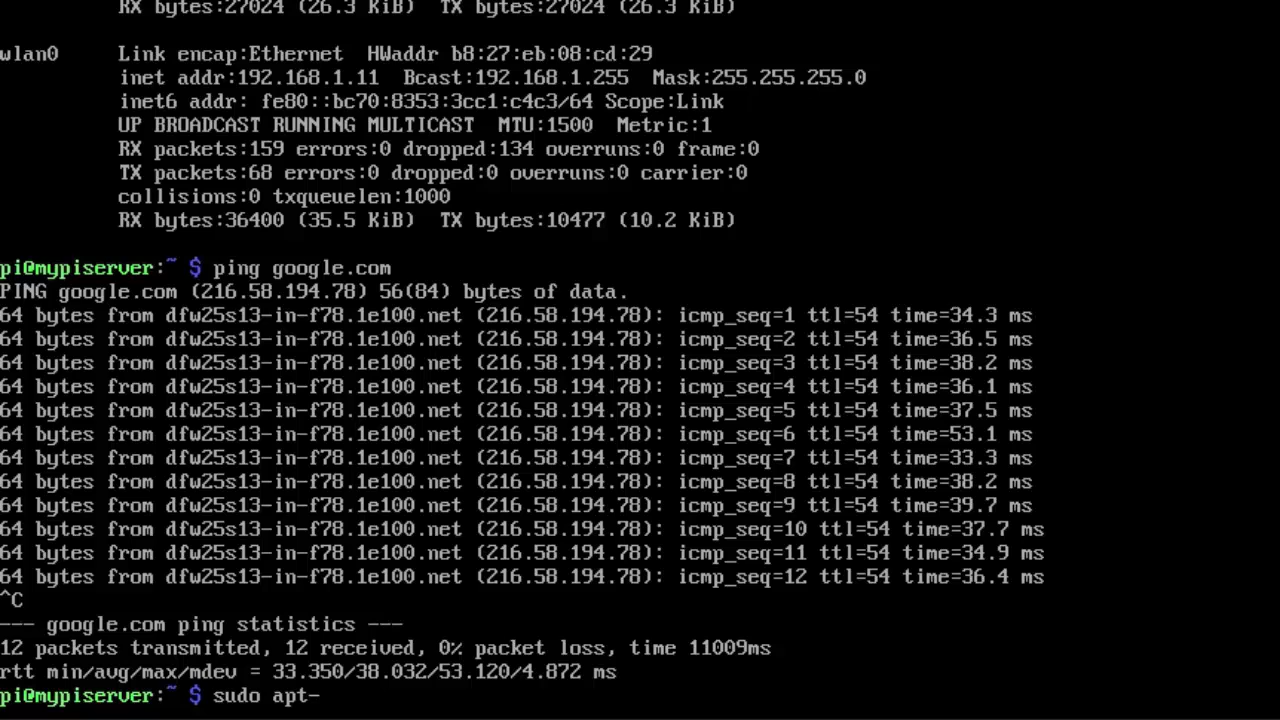 RX bytes:27024 (26.3 KiB)  TX bytes:27024 (26.3 KiB)
wlan0     Link encap:Ethernet  HWaddr b8:27:eb:08:cd:29
          inet addr:192.168.1.11  Bcast:192.168.1.255  Mask:255.255.255.0
          inet6 addr: fe80::bc70:8353:3cc1:c4c3/64 Scope:Link
          UP BROADCAST RUNNING MULTICAST  MTU:1500  Metric:1
          RX packets:159 errors:0 dropped:134 overruns:0 frame:0
          TX packets:68 errors:0 dropped:0 overruns:0 carrier:0
          collisions:0 txqueuelen:1000
          RX bytes:36400 (35.5 KiB)  TX bytes:10477 (10.2 KiB)
pi@mypiserver:~ $ ping google.com
PING google.com (216.58.194.78) 56(84) bytes of data.
64 bytes from dfw25s13-in-f78.1e100.net (216.58.194.78): icmp_seq=1 ttl=54 time=34.3 ms
64 bytes from dfw25s13-in-f78.1e100.net (216.58.194.78): icmp_seq=2 ttl=54 time=36.5 ms
64 bytes from dfw25s13-in-f78.1e100.net (216.58.194.78): icmp_seq=3 ttl=54 time=38.2 ms
64 bytes from dfw25s13-in-f78.1e100.net (216.58.194.78): icmp_seq=4 ttl=54 time=36.1 ms
64 bytes from dfw25s13-in-f78.1e100.net (216.58.194.78): icmp_seq=5 ttl=54 time=37.5 ms
64 bytes from dfw25s13-in-f78.1e100.net (216.58.194.78): icmp_seq=6 ttl=54 time=53.1 ms
64 bytes from dfw25s13-in-f78.1e100.net (216.58.194.78): icmp_seq=7 ttl=54 time=33.3 ms
64 bytes from dfw25s13-in-f78.1e100.net (216.58.194.78): icmp_seq=8 ttl=54 time=38.2 ms
64 bytes from dfw25s13-in-f78.1e100.net (216.58.194.78): icmp_seq=9 ttl=54 time=39.7 ms
64 bytes from dfw25s13-in-f78.1e100.net (216.58.194.78): icmp_seq=10 ttl=54 time=37.7 ms
64 bytes from dfw25s13-in-f78.1e100.net (216.58.194.78): icmp_seq=11 ttl=54 time=34.9 ms
64 bytes from dfw25s13-in-f78.1e100.net (216.58.194.78): icmp_seq=12 ttl=54 time=36.4 ms
^C
--- google.com ping statistics ---
12 packets transmitted, 12 received, 0% packet loss, time 11009ms
rtt min/avg/max/mdev = 33.350/38.032/53.120/4.872 ms
pi@mypiserver:~ $ sudo apt-